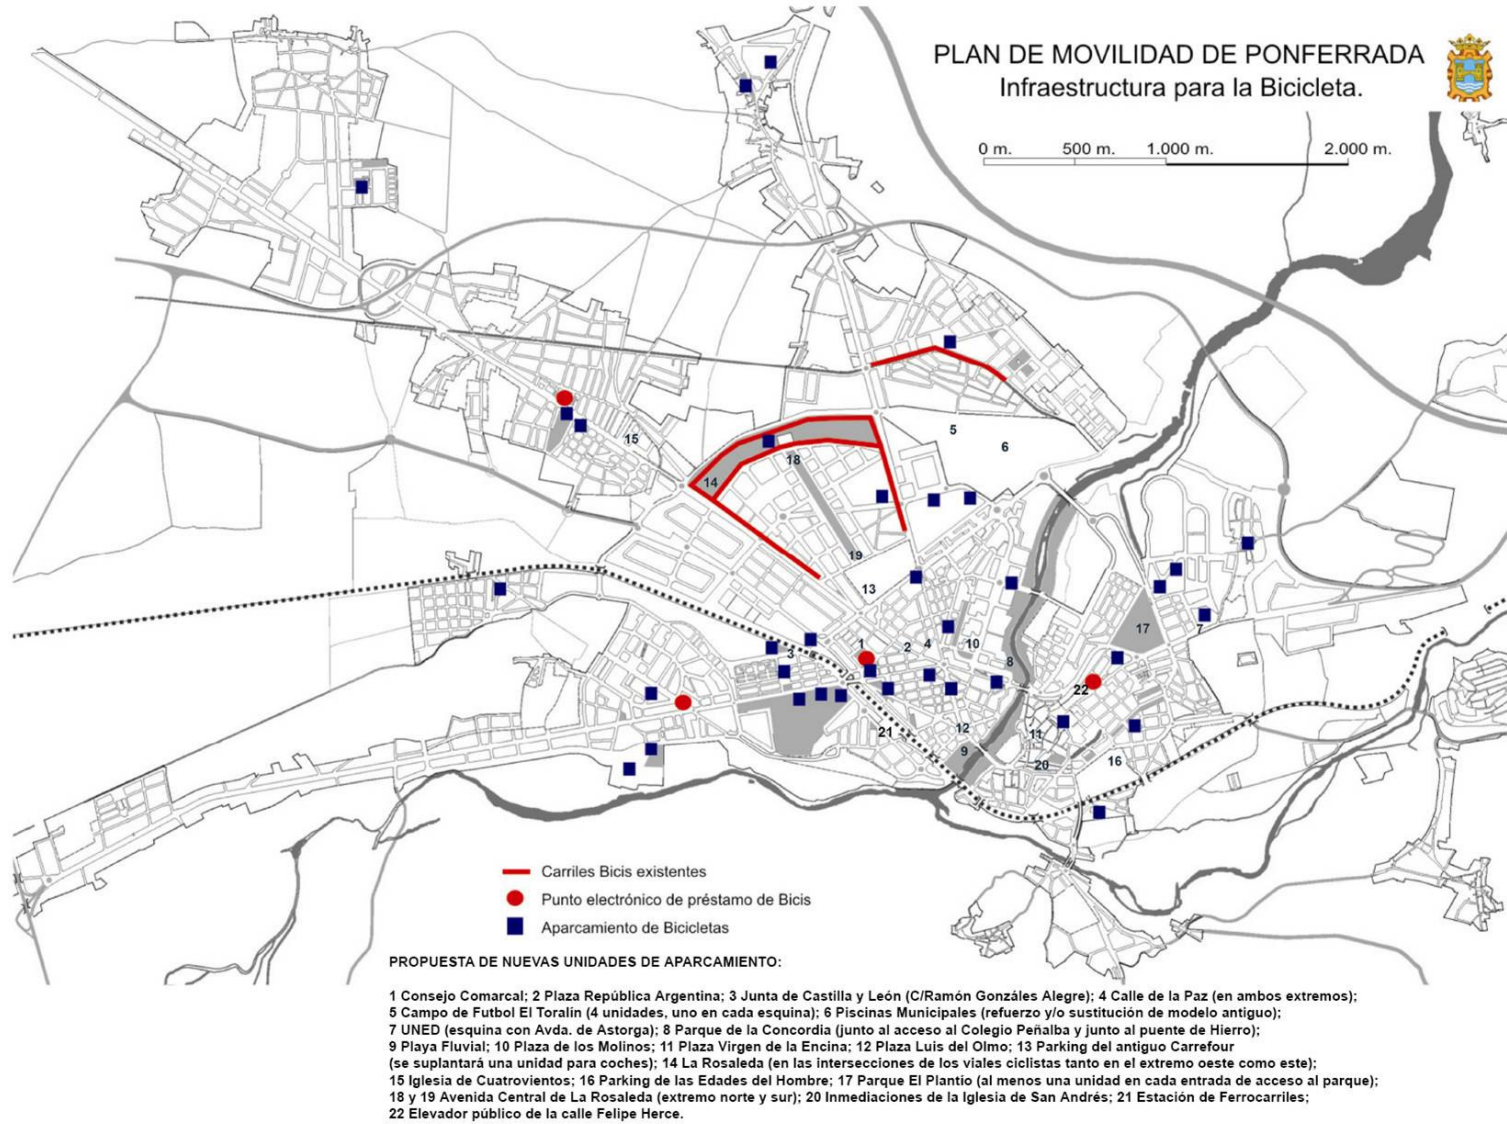 PLAN DE MOVILIDAD DE PONFERRADA
Infraestructura para la Bicicleta.
0 m. 500 m. 1.000 m. 2.000 m.
5
6
15
18
14
19
13
17
7
1
2
4
10
3
8
22
12
21
11
9
20
16
Carriles Bicis existentes
Punto electrónico de préstamo de Bicis
Aparcamiento de Bicicletas
PROPUESTA DE NUEVAS UNIDADES DE APARCAMIENTO:
1 Consejo Comarcal; 2 Plaza República Argentina; 3 Junta de Castilla y León (C/Ramón Gonzáles Alegre); 4 Calle de la Paz (en ambos extremos);
5 Campo de Futbol El Toralín (4 unidades, uno en cada esquina); 6 Piscinas Municipales (refuerzo y/o sustitución de modelo antiguo);
7 UNED (esquina con Avda. de Astorga); 8 Parque de la Concordia (junto al acceso al Colegio Peñalba y junto al puente de Hierro);
9 Playa Fluvial; 10 Plaza de los Molinos; 11 Plaza Virgen de la Encina; 12 Plaza Luis del Olmo; 13 Parking del antiguo Carrefour
(se suplantará una unidad para coches); 14 La Rosaleda (en las intersecciones de los viales ciclistas tanto en el extremo oeste como este);
15 Iglesia de Cuatrovientos; 16 Parking de las Edades del Hombre; 17 Parque El Plantío (al menos una unidad en cada entrada de acceso al parque);
18 y 19 Avenida Central de La Rosaleda (extremo norte y sur); 20 Inmediaciones de la Iglesia de San Andrés; 21 Estación de Ferrocarriles;
22 Elevador público de la calle Felipe Herce.